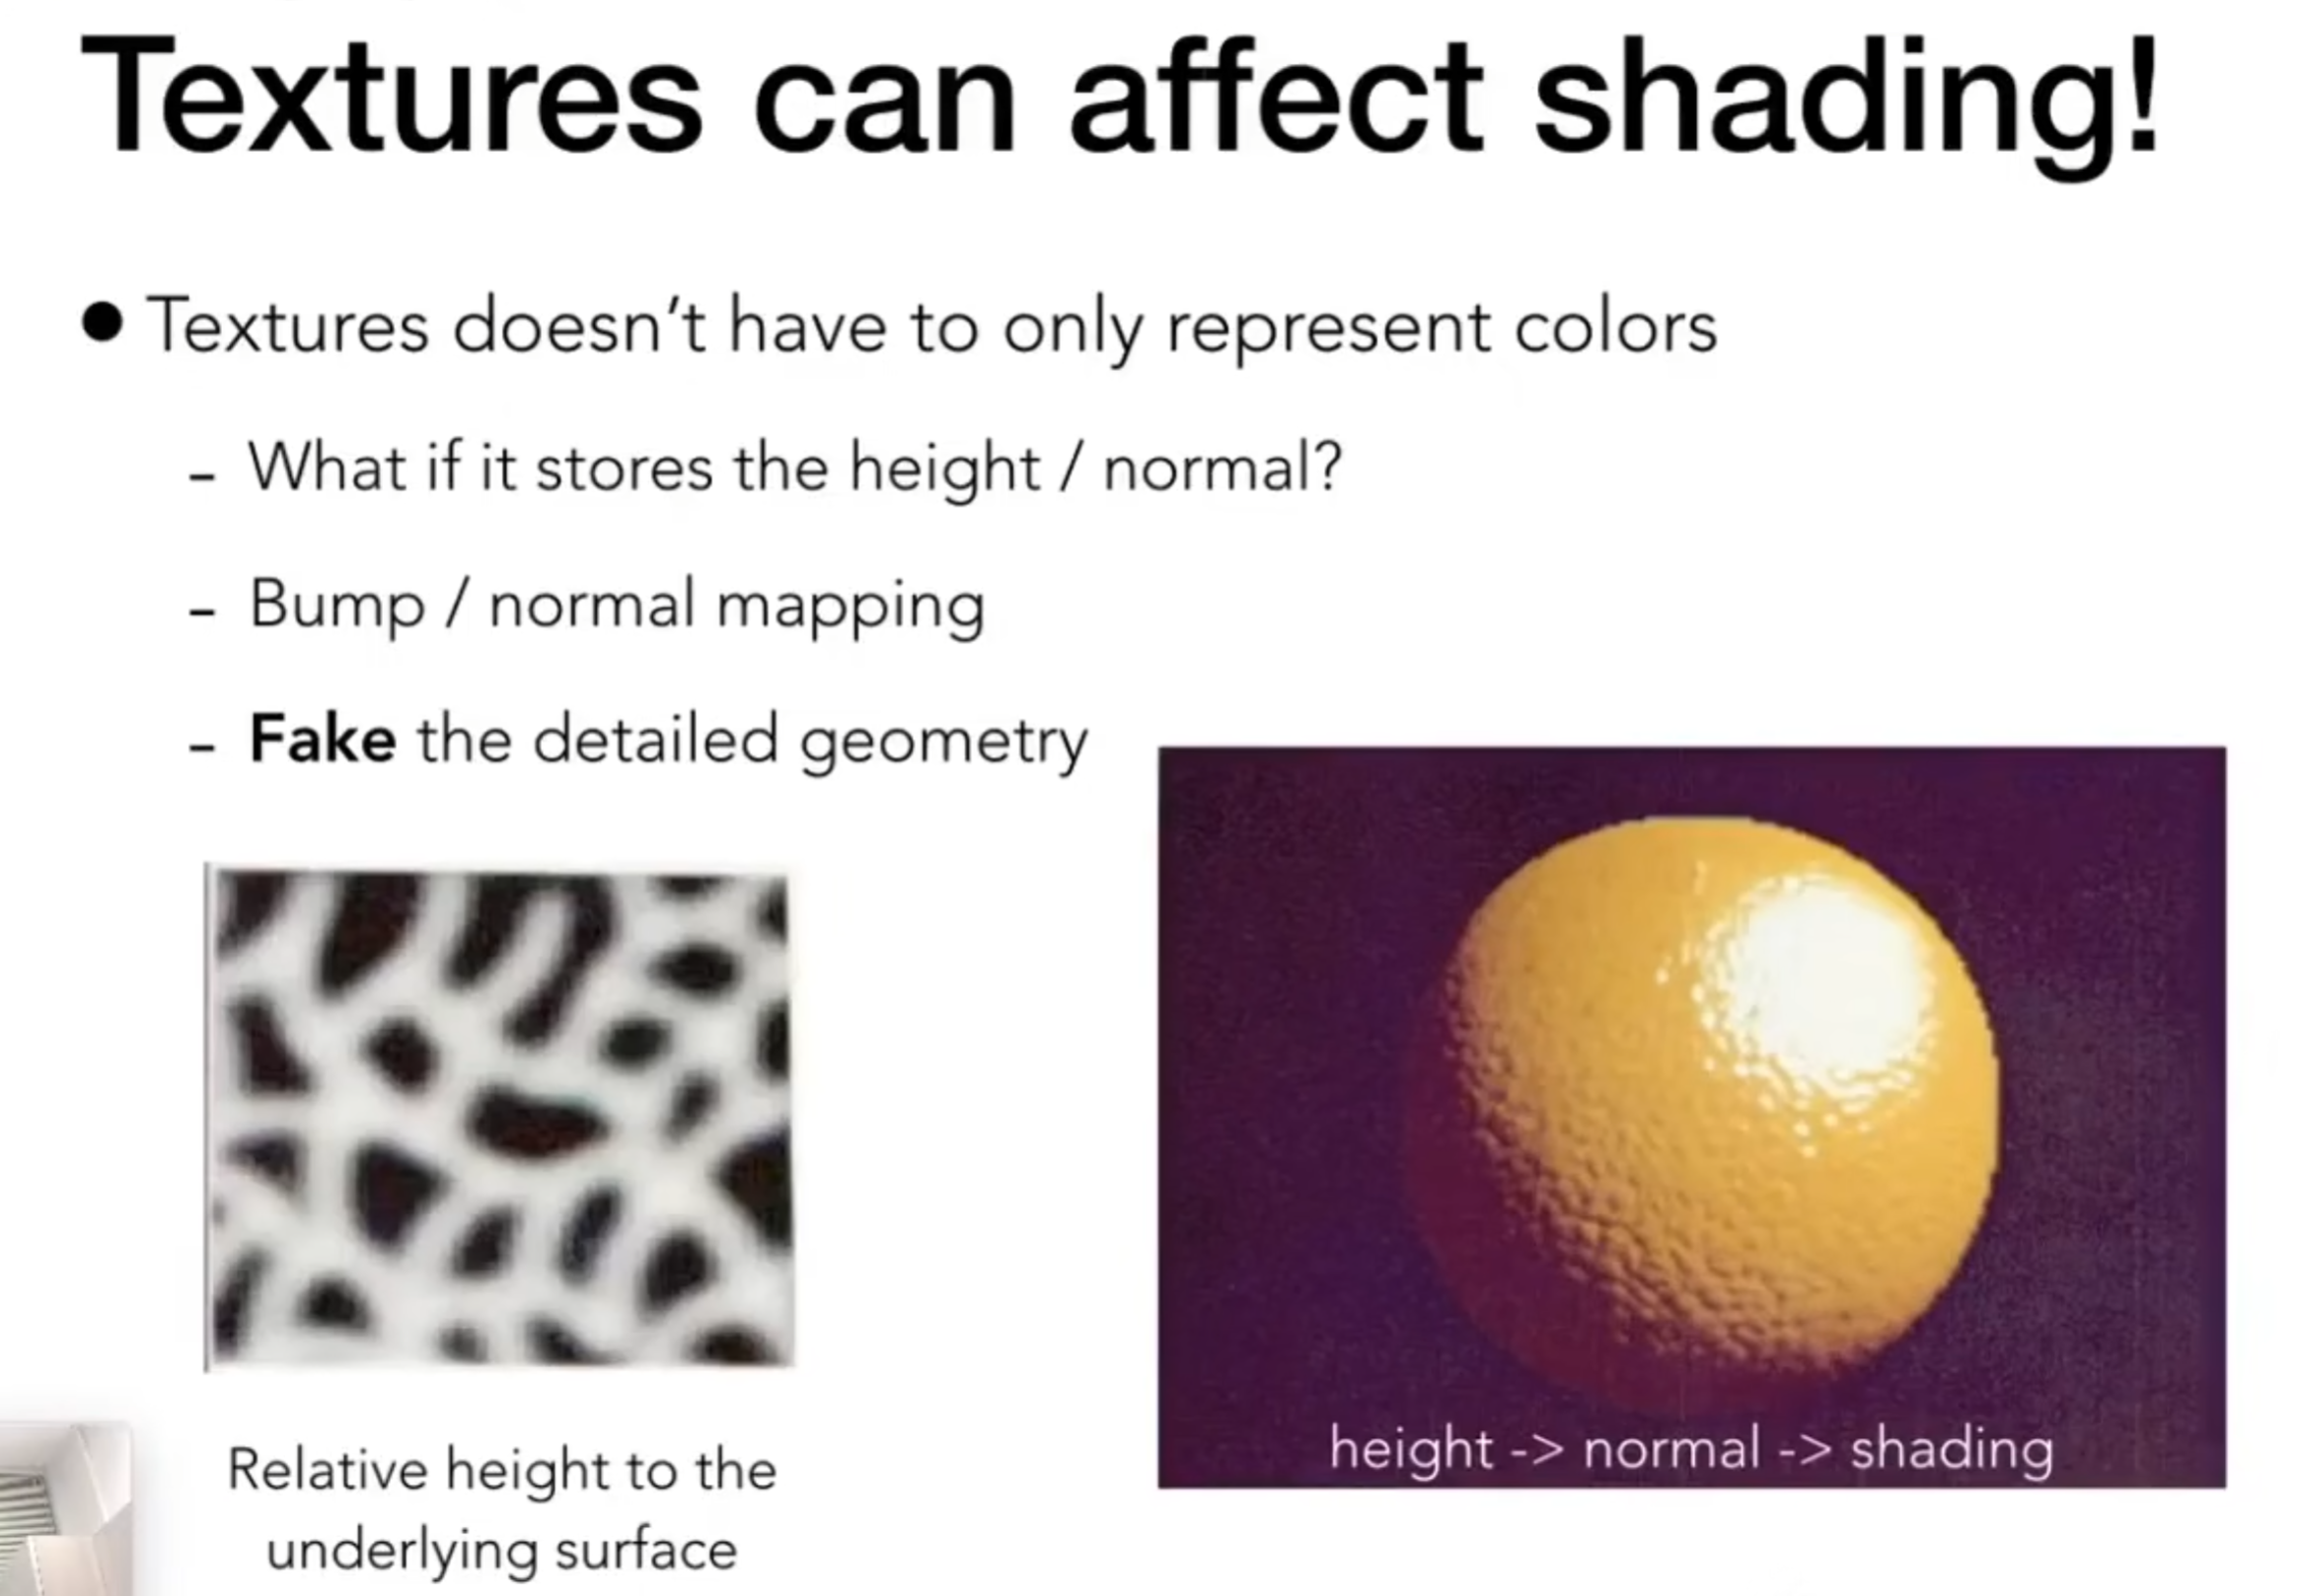 Textures can affect shading!
● Textures doesn’t have to only represent colors
- What if it stores the height / normal?
- Bump / normal mapping
- Fake the detailed geometry
Relative height to the
underlying surface
height -> normal -> shading